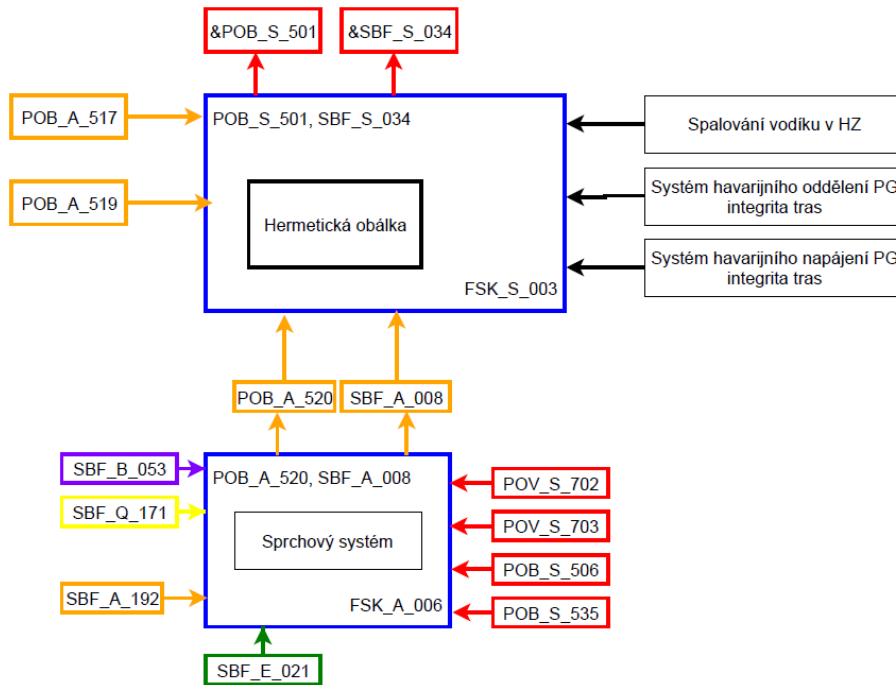 &POB_S_501
&SBF_S_034
POB_A_517
POB_S_501, SBF_S_034
Spalování vodíku v HZ
POB_A_519
Hermetická obálka
Systém havarijního oddělení PG
integrita tras
Systém havarijního napájení PG
integrita tras
FSK_S_003
POB_A_520
SBF_A_008
SBF_B_053
POB_A_520, SBF_A_008
POV_S_702
SBF_Q_171
POV_S_703
Sprchový systém
POB_S_506
SBF_A_192
FSK_A_006
POB_S_535
SBF_E_021